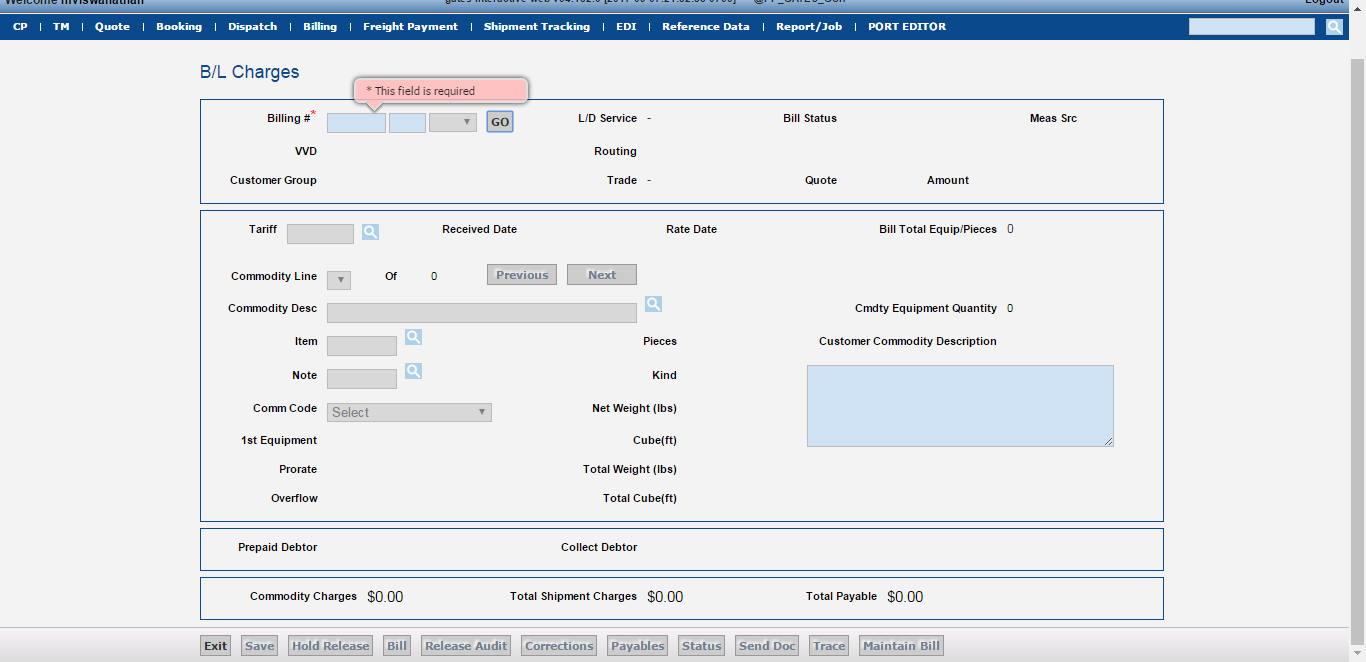 Welcome mviswanathan
Logout
CP | TM | Quote | Booking | Dispatch | Billing | Freight Payment | Shipment Tracking | EDI | Reference Data | Report/Job | PORT EDITOR
B/L Charges
* This field is required
Billing #* GO L/D Service - Bill Status Meas Src
VVD Routing
Customer Group Trade - Quote Amount
Tariff Received Date Rate Date Bill Total Equip/Pieces 0
Commodity Line Of 0 Previous Next
Commodity Desc Cmdty Equipment Quantity 0
Item Pieces Customer Commodity Description
Note Kind
Comm Code Select Net Weight (lbs)
1st Equipment Cube(ft)
Prorate Total Weight (lbs)
Overflow Total Cube(ft)
Prepaid Debtor Collect Debtor
Commodity Charges $0.00 Total Shipment Charges $0.00 Total Payable $0.00
Exit Save Hold Release Bill Release Audit Corrections Payables Status Send Doc Trace Maintain Bill